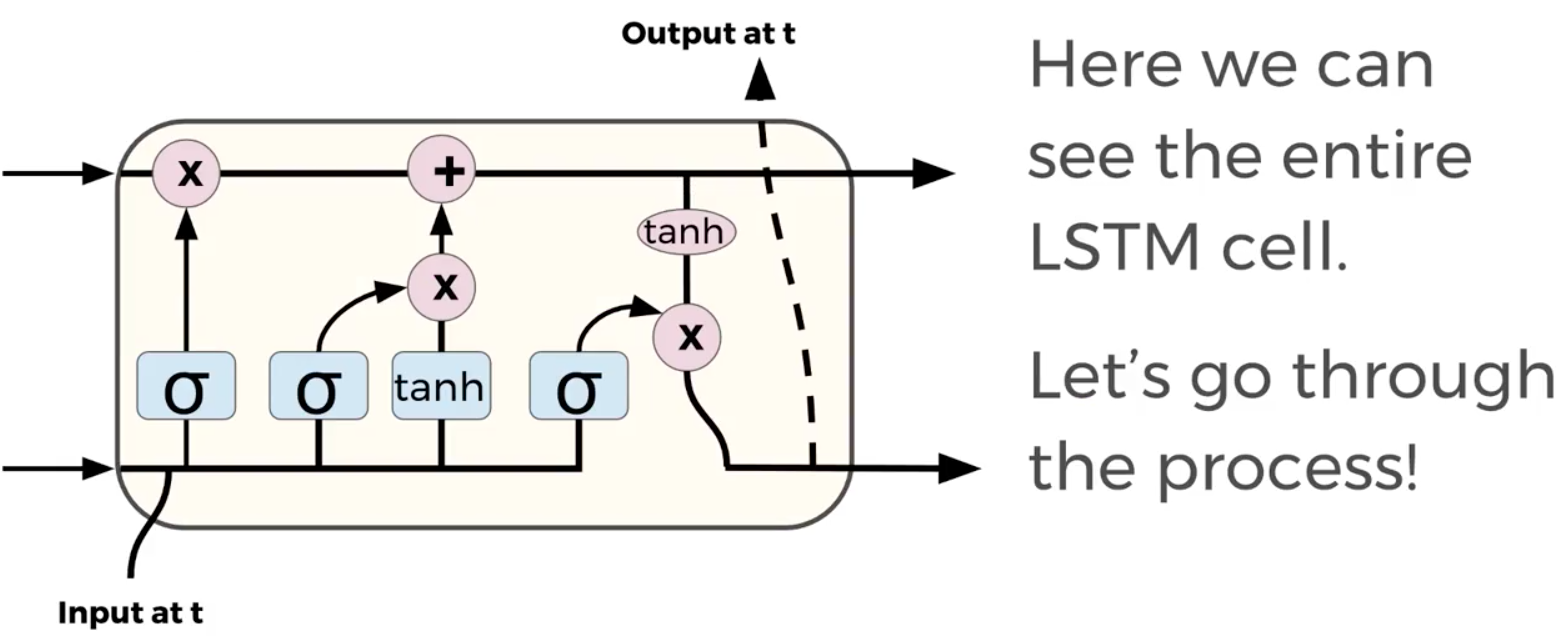 Output at t
x
+
tanh
x
x
σ
σ
tanh
σ
Input at t
Here we can
see the entire
LSTM cell.
Let’s go through
the process!